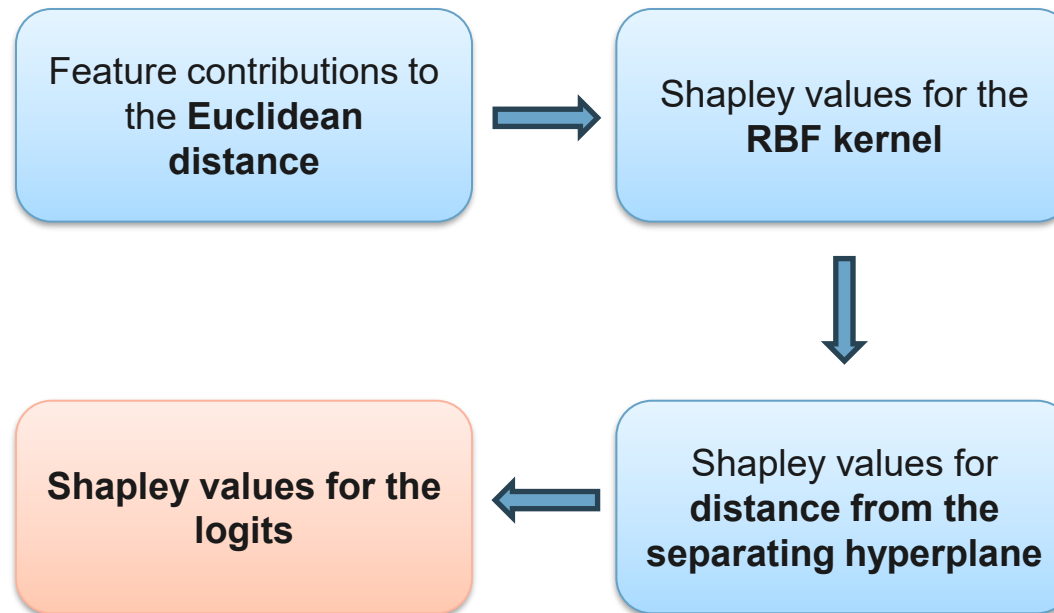 Feature contributions to
the Euclidean
distance
Shapley values for the
RBF kernel
Shapley values for
distance from the
separating hyperplane
Shapley values for the
logits